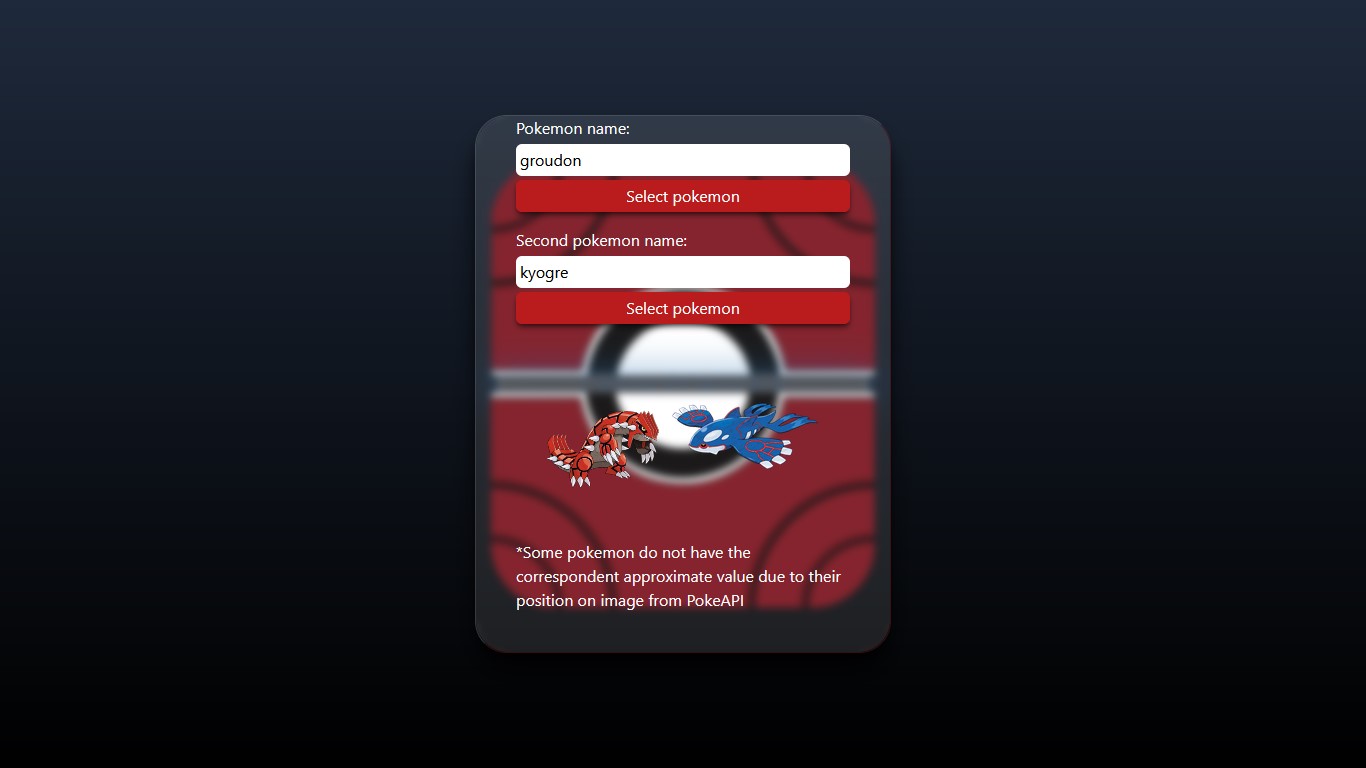 Pokemon name:
groudon
Select pokemon
Second pokemon name:
kyogre
Select pokemon
*Some pokemon do not have the
correspondent approximate value due to their
position on image from PokeAPI